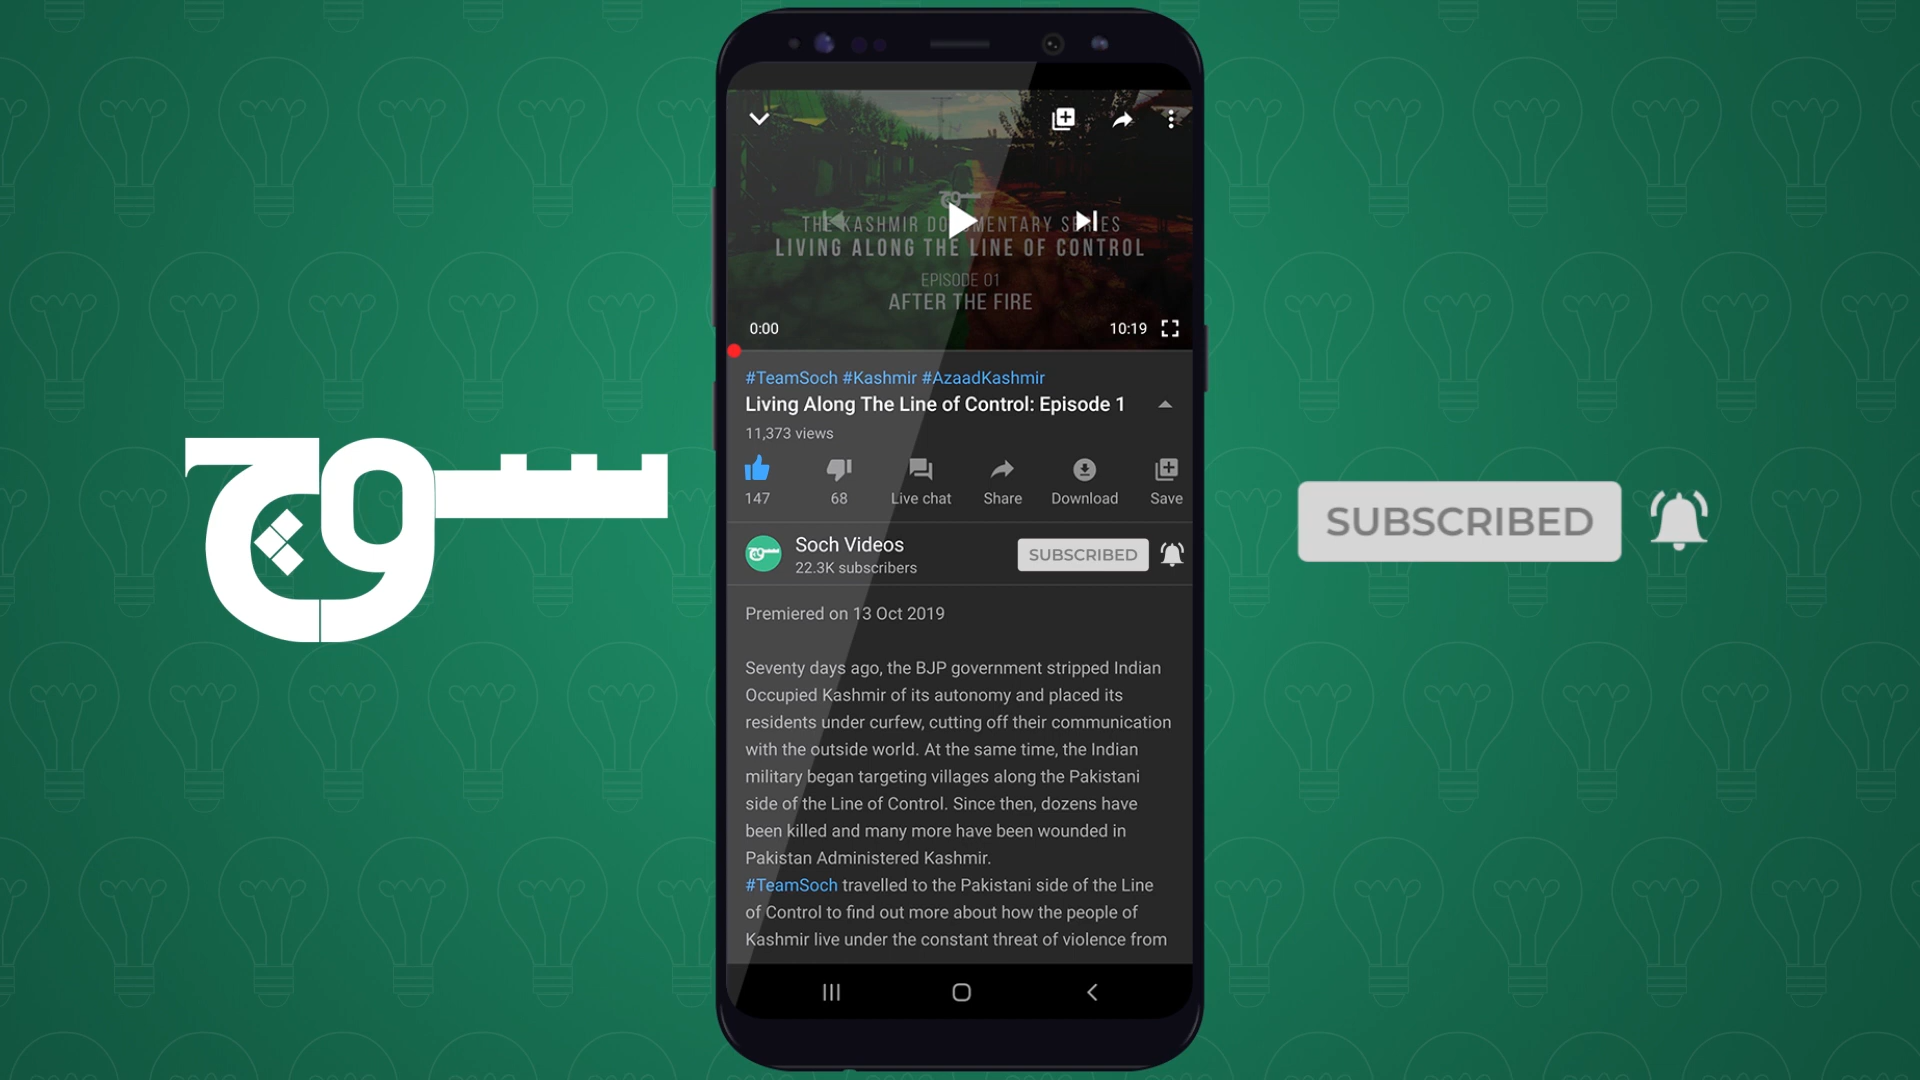 سوچ
سوچ
THE KASHMIR DOCUMENTARY SERIES
LIVING ALONG THE LINE OF CONTROL
EPISODE 01
AFTER THE FIRE
0:00
10:19
#TeamSoch #Kashmir #AzaadKashmir
Living Along The Line of Control: Episode 1
11,373 views
147
68
Live chat
Share
Download
Save
سوچ
Soch Videos
22.3K subscribers
SUBSCRIBED
Premiered on 13 Oct 2019
Seventy days ago, the BJP government stripped Indian
Occupied Kashmir of its autonomy and placed its
residents under curfew, cutting off their communication
with the outside world. At the same time, the Indian
military began targeting villages along the Pakistani
side of the Line of Control. Since then, dozens have
been killed and many more have been wounded in
Pakistan Administered Kashmir.
#TeamSoch travelled to the Pakistani side of the Line
of Control to find out more about how the people of
Kashmir live under the constant threat of violence from
SUBSCRIBED